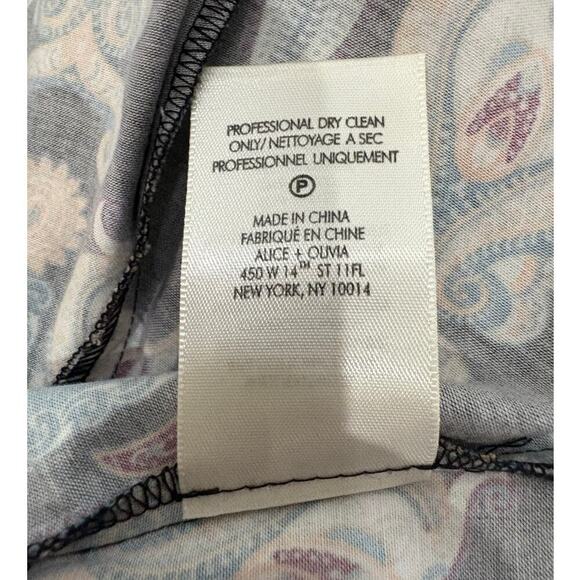 PROFESSIONAL DRY CLEAN
ONLY/ NETTOYAGE A SEC
PROFESSIONNEL UNIQUEMENT
P
MADE IN CHINA
FABRIQUÉ EN CHINE
ALICE + OLIVIA
450 W 14TH ST 11FL
NEW YORK, NY 10014